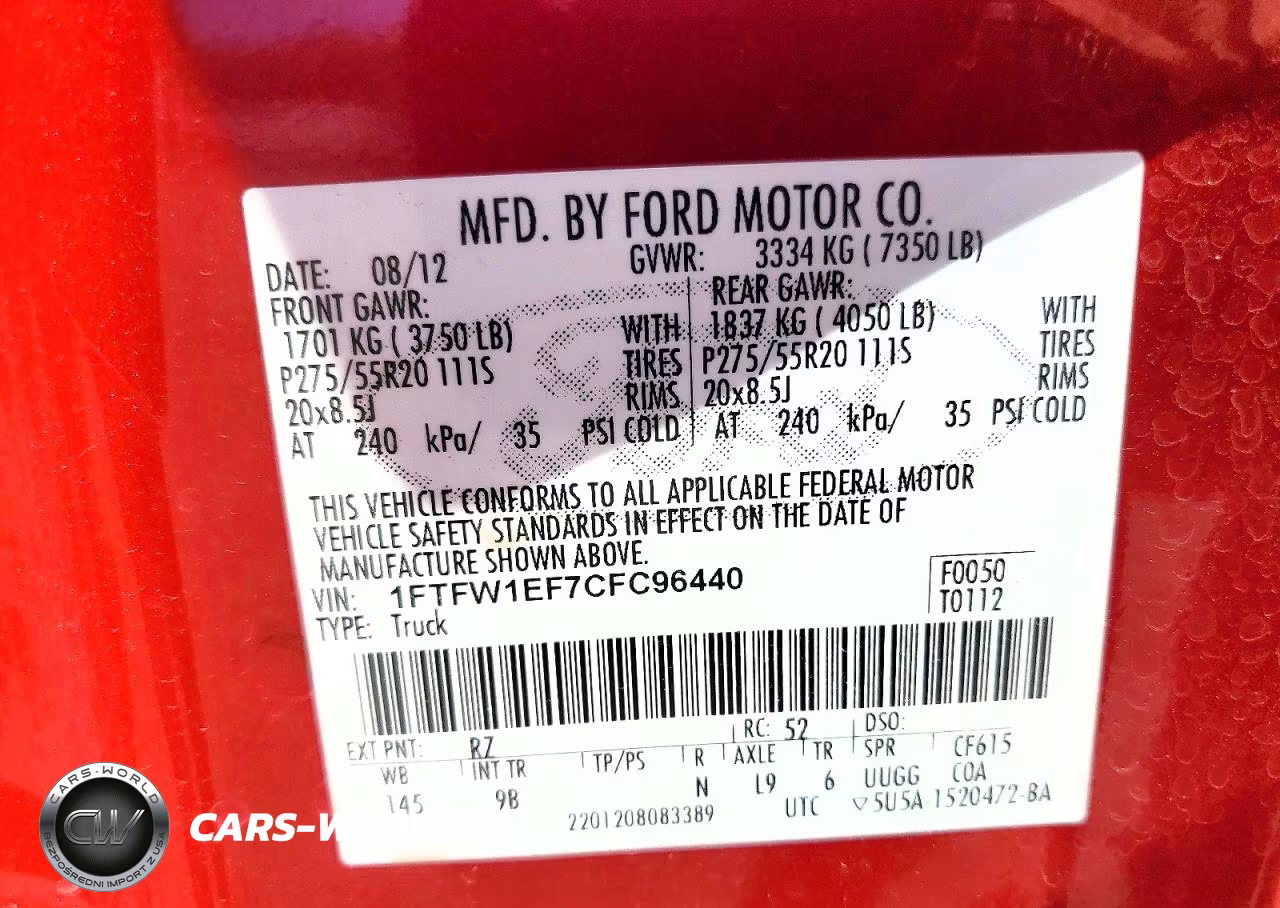 MFD. BY FORD MOTOR CO.
DATE: 08/12 GVWR: 3334 KG ( 7350 LB)
FRONT GAWR: REAR GAWR:
1701 KG ( 3750 LB) WITH 1837 KG ( 4050 LB) WITH
P275/55R20 111S TIRES P275/55R20 111S TIRES
20x8.5J RIMS 20x8.5J RIMS
AT 240 kPa/ 35 PSI COLD AT 240 kPa/ 35 PSI COLD
THIS VEHICLE CONFORMS TO ALL APPLICABLE FEDERAL MOTOR
VEHICLE SAFETY STANDARDS IN EFFECT ON THE DATE OF
MANUFACTURE SHOWN ABOVE.
VIN: 1FTFW1EF7CFC96440 F0050
TYPE: Truck T0112
EXT PNT: RZ RC: 52 DSO:
WB INT TR TP/PS R AXLE TR SPR CF615
145 9B N L9 6 UUGG COA
2201208083389 UTC ▽5U5A-1520472-BA
CARS-WORLD
CW
BEZPOŚREDNI IMPORT Z USA